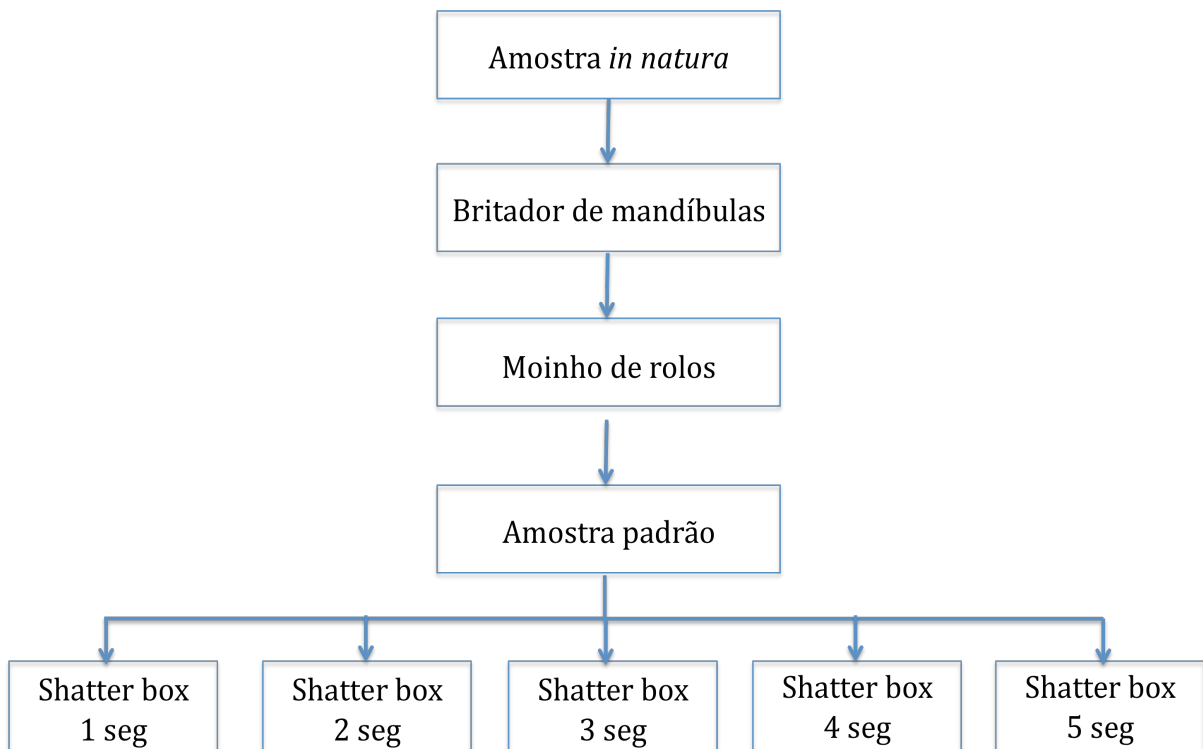 Amostra in natura
Britador de mandíbulas
Moinho de rolos
Amostra padrão
Shatter box
1 seg
Shatter box
2 seg
Shatter box
3 seg
Shatter box
4 seg
Shatter box
5 seg